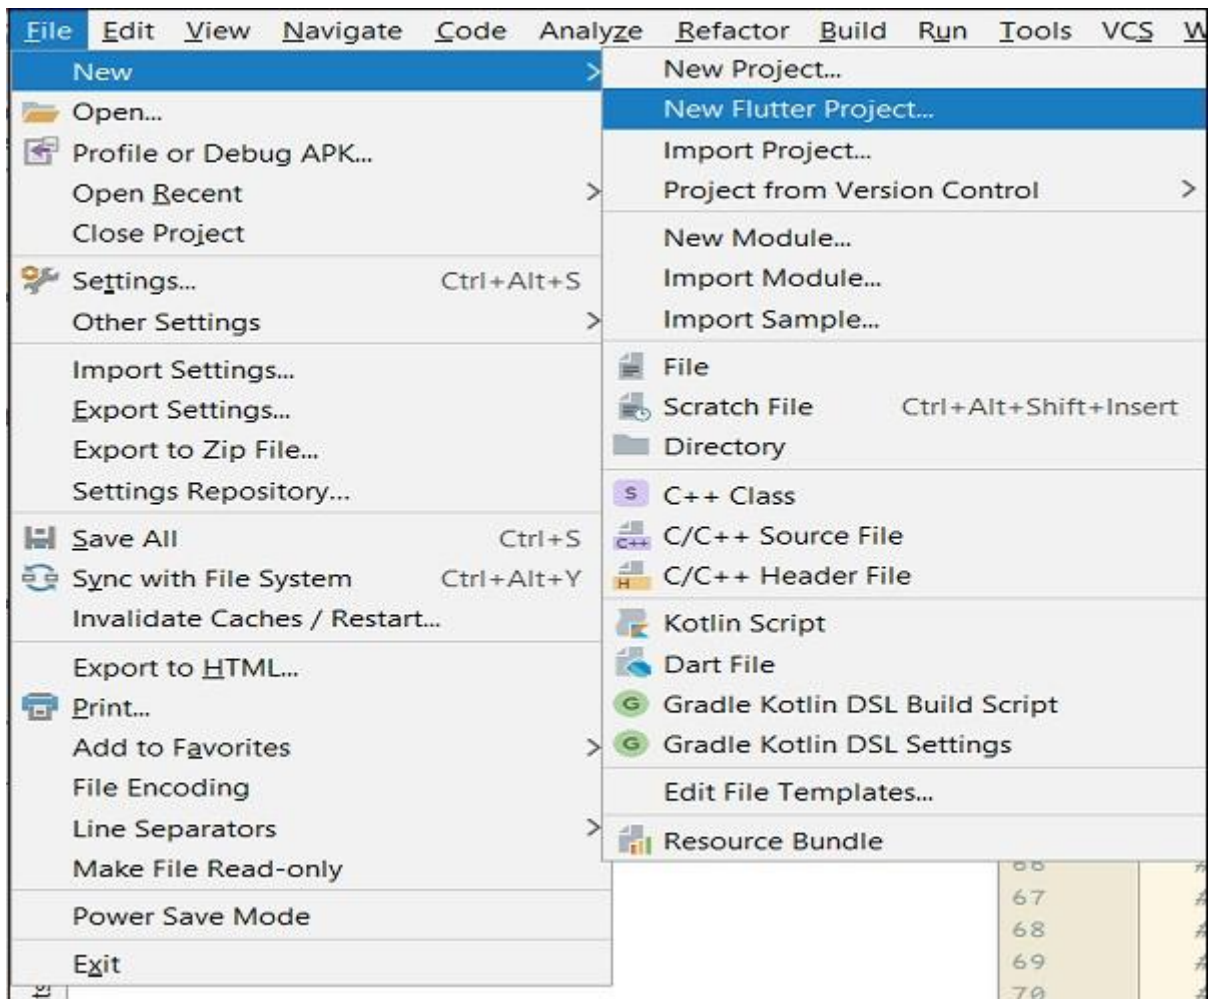 File Edit View Navigate Code Analyze Refactor Build Run Tools VCS W
New >
Open...
Profile or Debug APK...
Open Recent >
Close Project
Settings... Ctrl+Alt+S
Other Settings >
Import Settings...
Export Settings...
Export to Zip File...
Settings Repository...
Save All Ctrl+S
Sync with File System Ctrl+Alt+Y
Invalidate Caches / Restart...
Export to HTML...
Print...
Add to Favorites >
File Encoding
Line Separators >
Make File Read-only
Power Save Mode
Exit
New Project...
New Flutter Project...
Import Project...
Project from Version Control >
New Module...
Import Module...
Import Sample...
File
Scratch File Ctrl+Alt+Shift+Insert
Directory
S C++ Class
C++ C/C++ Source File
H C/C++ Header File
Kotlin Script
Dart File
G Gradle Kotlin DSL Build Script
G Gradle Kotlin DSL Settings
Edit File Templates...
Resource Bundle
67 #
68 #
69 #
70
ts